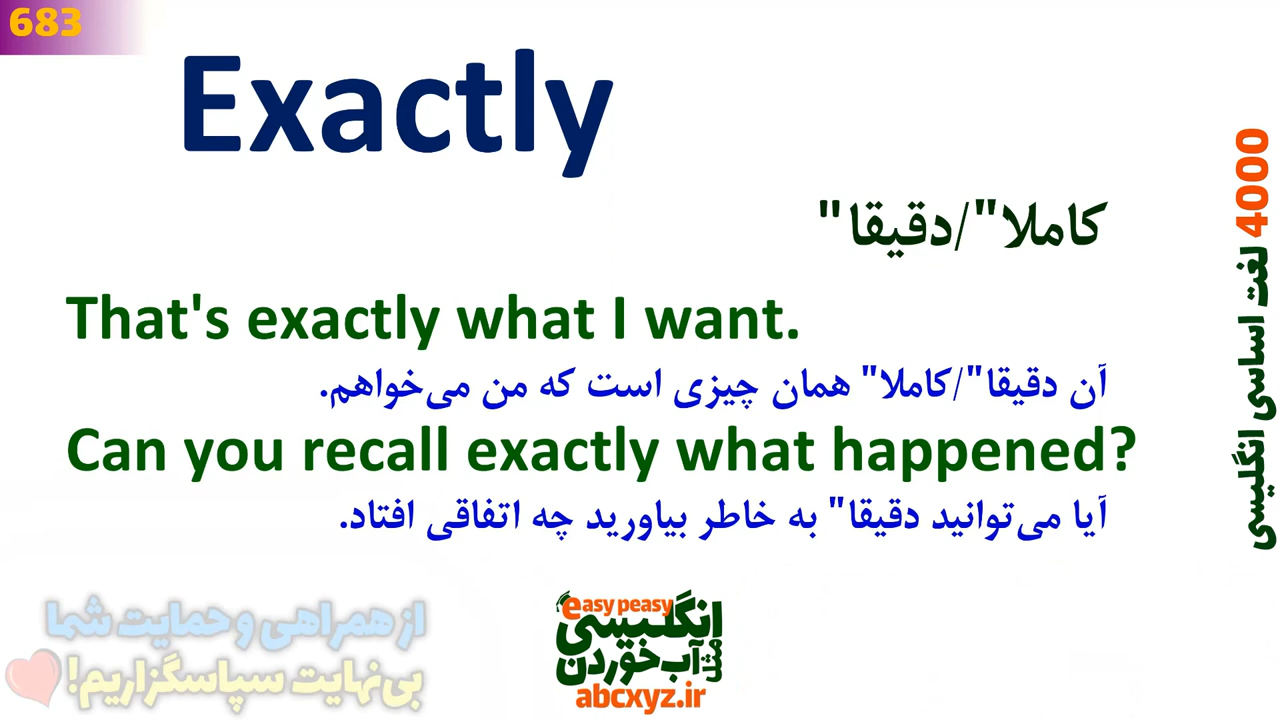 683
Exactly
کاملا"/دقیقا"
That's exactly what I want.
آن دقیقا"/کاملا" همان چیزی است که من می‌خواهم.
Can you recall exactly what happened?
آیا می‌توانید دقیقا" به خاطر بیاورید چه اتفاقی افتاد.
4000 لغت اساسی انگلیسی
از همراهی و حمایت شما
بی‌نهایت سپاسگزاریم!
easy peasy
انگلیسی
مثل آب خوردن
abcxyz.ir